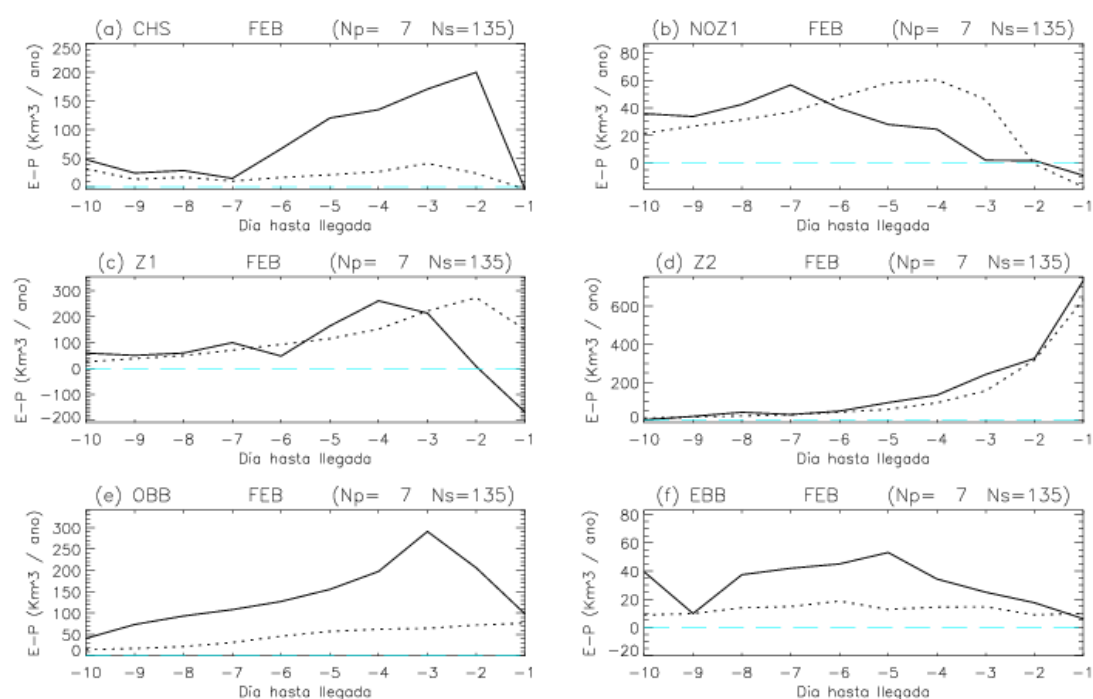 (a) CHS FEB (Np= 7 Ns=135)
E-P (Km^3 / ano)
250
200
150
100
50
0
-10 -9 -8 -7 -6 -5 -4 -3 -2 -1
Dia hasta llegada
(b) NOZ1 FEB (Np= 7 Ns=135)
E-P (Km^3 / ano)
80
60
40
20
0
-10 -9 -8 -7 -6 -5 -4 -3 -2 -1
Dia hasta llegada
(c) Z1 FEB (Np= 7 Ns=135)
E-P (Km^3 / ano)
300
200
100
0
-100
-200
-10 -9 -8 -7 -6 -5 -4 -3 -2 -1
Dia hasta llegada
(d) Z2 FEB (Np= 7 Ns=135)
E-P (Km^3 / ano)
600
400
200
0
-10 -9 -8 -7 -6 -5 -4 -3 -2 -1
Dia hasta llegada
(e) OBB FEB (Np= 7 Ns=135)
E-P (Km^3 / ano)
300
250
200
150
100
50
0
-10 -9 -8 -7 -6 -5 -4 -3 -2 -1
Dia hasta llegada
(f) EBB FEB (Np= 7 Ns=135)
E-P (Km^3 / ano)
80
60
40
20
0
-20
-10 -9 -8 -7 -6 -5 -4 -3 -2 -1
Dia hasta llegada